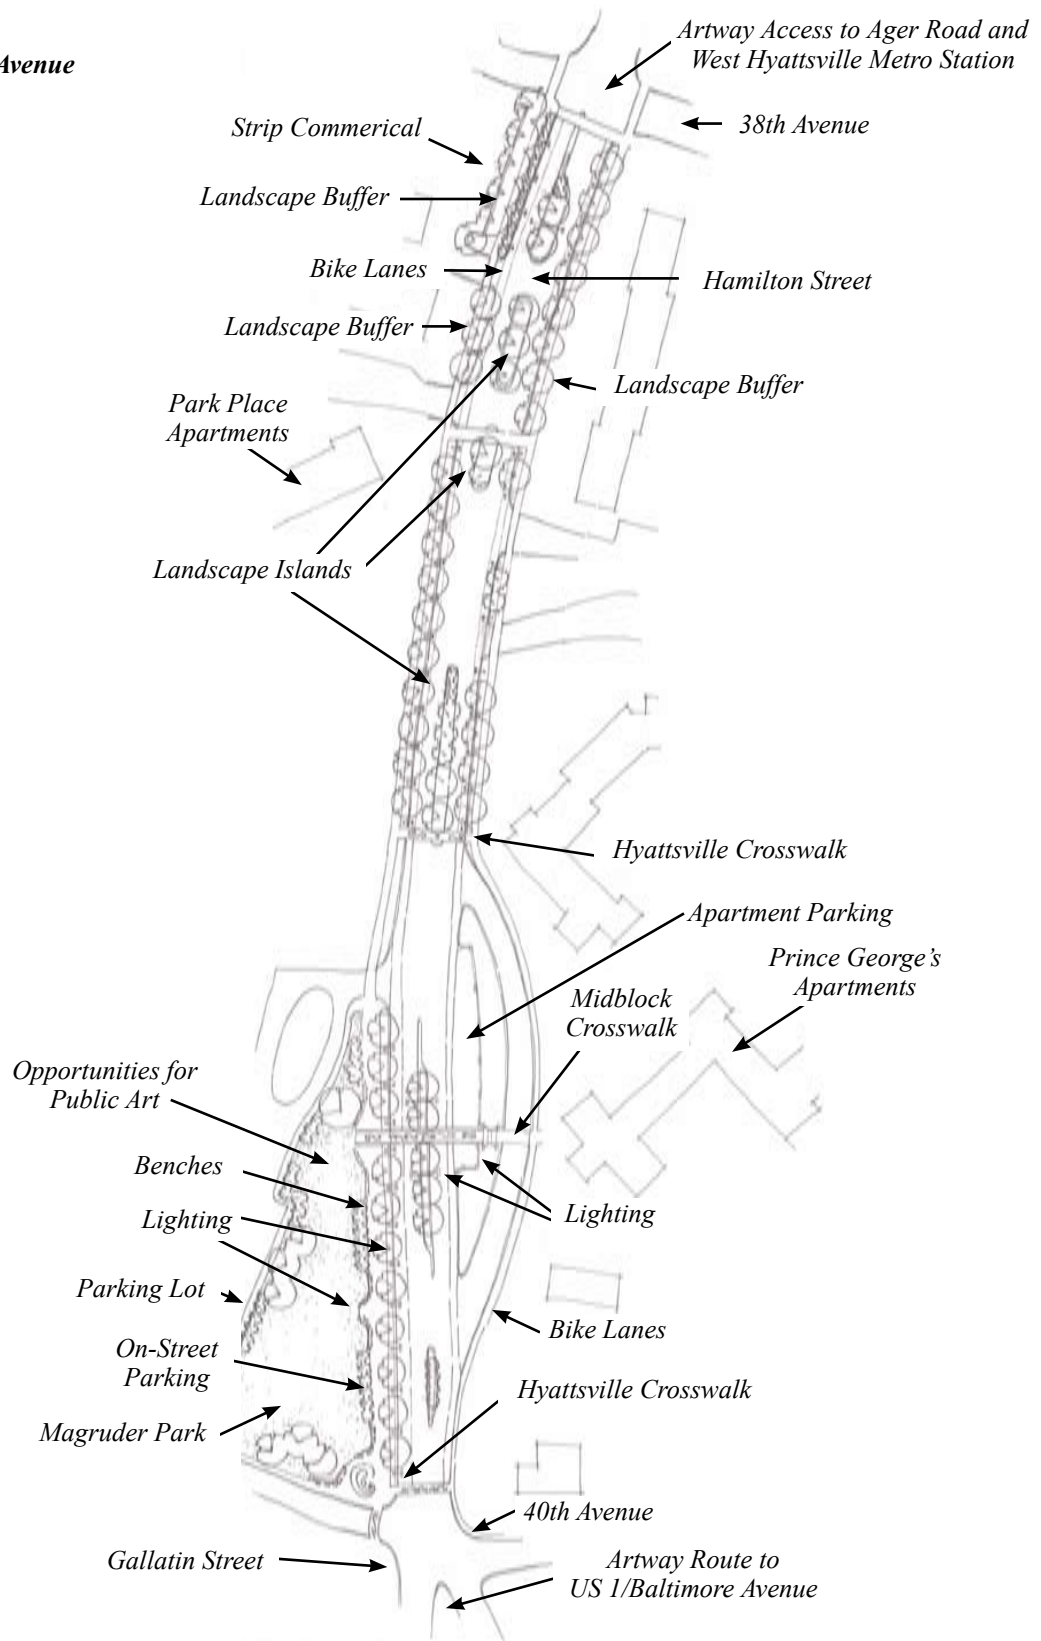 Avenue
Artway Access to Ager Road and
West Hyattsville Metro Station
Strip Commerical
38th Avenue
Landscape Buffer
Bike Lanes
Hamilton Street
Landscape Buffer
Landscape Buffer
Park Place
Apartments
Landscape Islands
Hyattsville Crosswalk
Apartment Parking
Prince George’s
Apartments
Midblock
Crosswalk
Opportunities for
Public Art
Benches
Lighting
Lighting
Parking Lot
Bike Lanes
On-Street
Parking
Hyattsville Crosswalk
Magruder Park
40th Avenue
Gallatin Street
Artway Route to
US 1/Baltimore Avenue